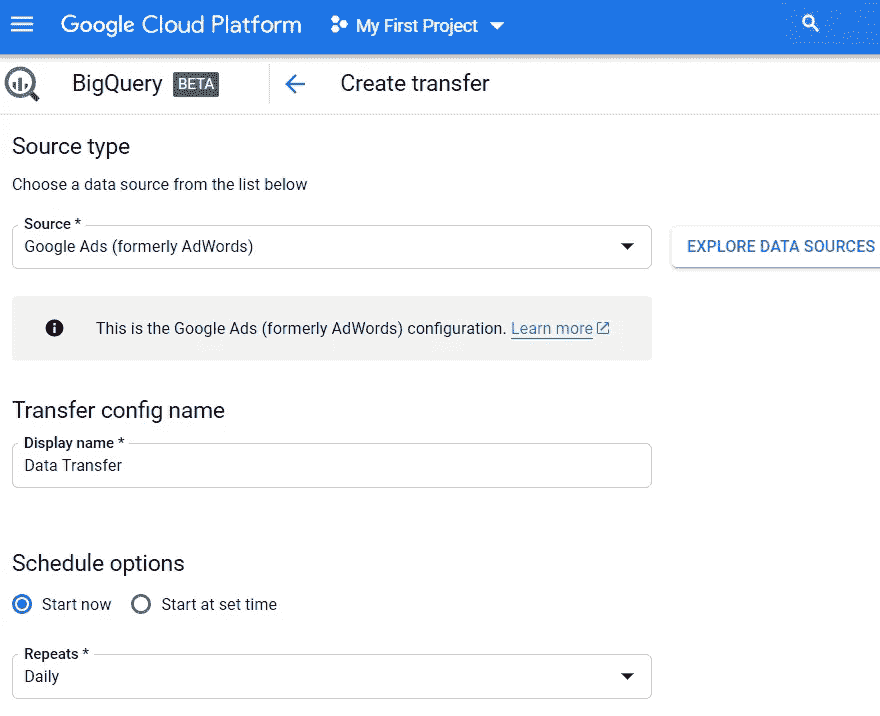 Google Cloud Platform My First Project
BigQuery BETA Create transfer
Source type
Choose a data source from the list below
Source *
Google Ads (formerly AdWords)
EXPLORE DATA SOURCES
This is the Google Ads (formerly AdWords) configuration. Learn more
Transfer config name
Display name *
Data Transfer
Schedule options
Start now Start at set time
Repeats *
Daily